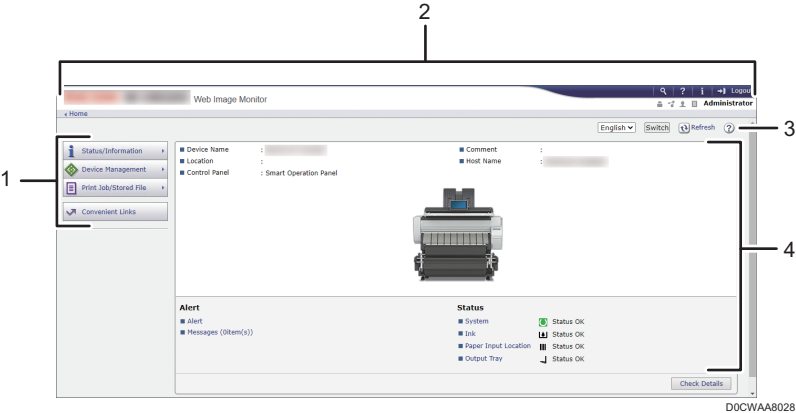 2
Web Image Monitor
Logout
Administrator
Home
English Switch Refresh
3
1
Status/Information
Device Management
Print Job/Stored File
Convenient Links
Device Name :
Location :
Control Panel : Smart Operation Panel
Comment :
Host Name :
4
Alert
Alert
Messages (0item(s))
Status
System Status OK
Ink Status OK
Paper Input Location Status OK
Output Tray Status OK
Check Details
D0CWAA8028